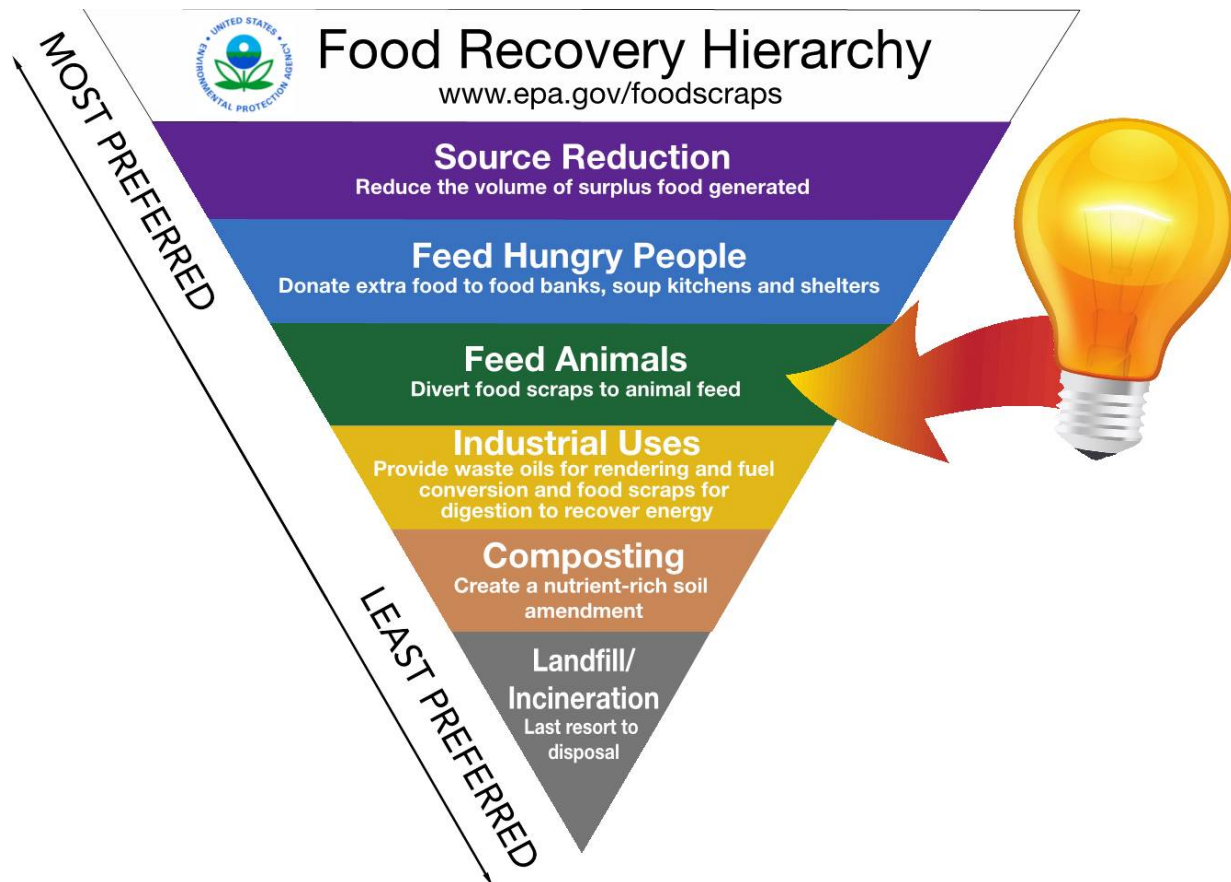 UNITED STATES
ENVIRONMENTAL PROTECTION AGENCY
Food Recovery Hierarchy
www.epa.gov/foodscraps
MOST PREFERRED
Source Reduction
Reduce the volume of surplus food generated
Feed Hungry People
Donate extra food to food banks, soup kitchens and shelters
Feed Animals
Divert food scraps to animal feed
Industrial Uses
Provide waste oils for rendering and fuel
conversion and food scraps for
digestion to recover energy
Composting
Create a nutrient-rich soil
amendment
LEAST PREFERRED
Landfill/
Incineration
Last resort to
disposal